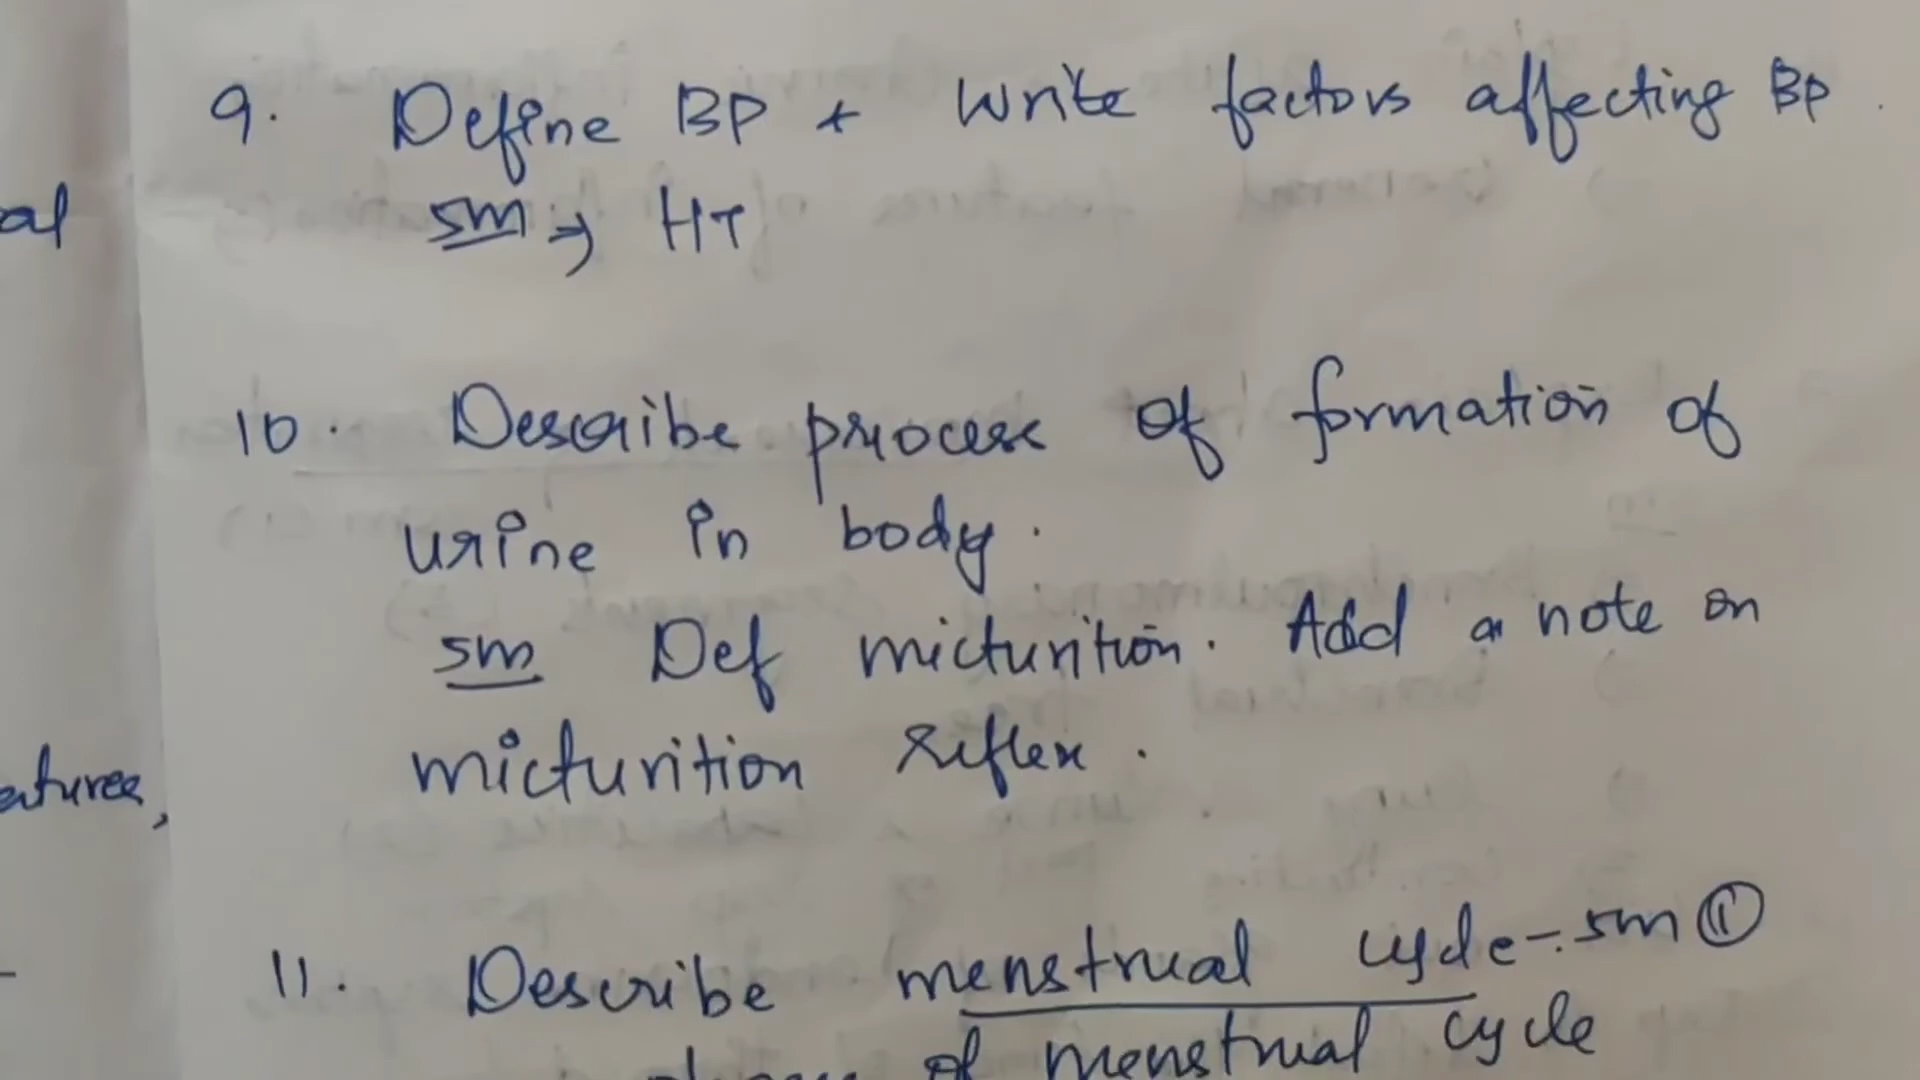 9. Define BP + write factors affecting BP.
5m → HT
10. Describe process of formation of
urine in body.
5m Def micturition. Add a note on
micturition reflex.
11. Describe menstrual cycle - 5m ①
of menstrual cycle
al
atures,